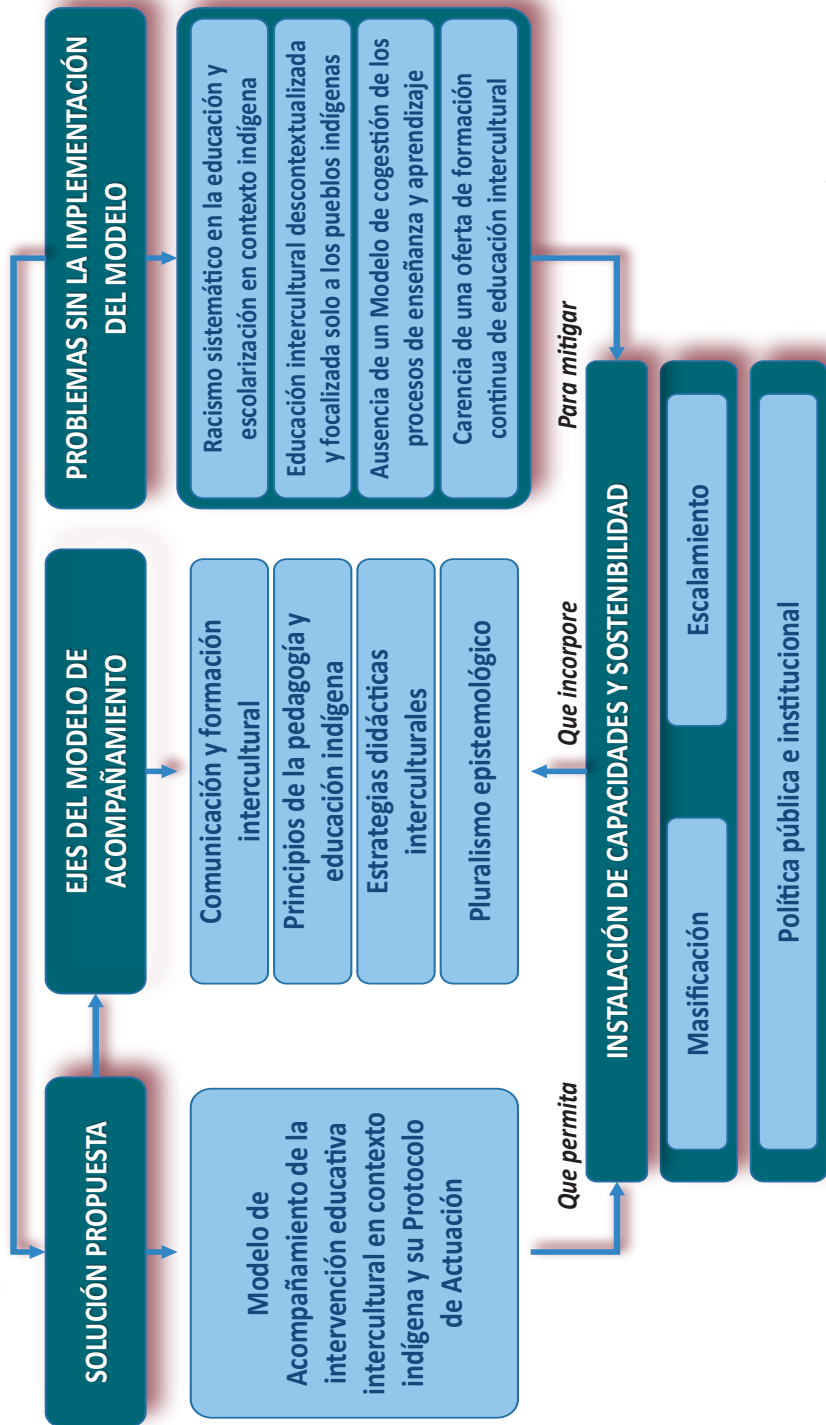 SOLUCIÓN PROPUESTA
Modelo de
Acompañamiento de la
intervención educativa
intercultural en contexto
indígena y su Protocolo
de Actuación
EJES DEL MODELO DE
ACOMPAÑAMIENTO
Comunicación y formación
intercultural
Principios de la pedagogía y
educación indígena
Estrategias didácticas
interculturales
Pluralismo epistemológico
PROBLEMAS SIN LA IMPLEMENTACIÓN
DEL MODELO
Racismo sistemático en la educación y
escolarización en contexto indígena
Educación intercultural descontextualizada
y focalizada solo a los pueblos indígenas
Ausencia de un Modelo de cogestión de los
procesos de enseñanza y aprendizaje
Carencia de una oferta de formación
continua de educación intercultural
Que permita
Que incorpore
Para mitigar
INSTALACIÓN DE CAPACIDADES Y SOSTENIBILIDAD
Masificación
Escalamiento
Política pública e institucional